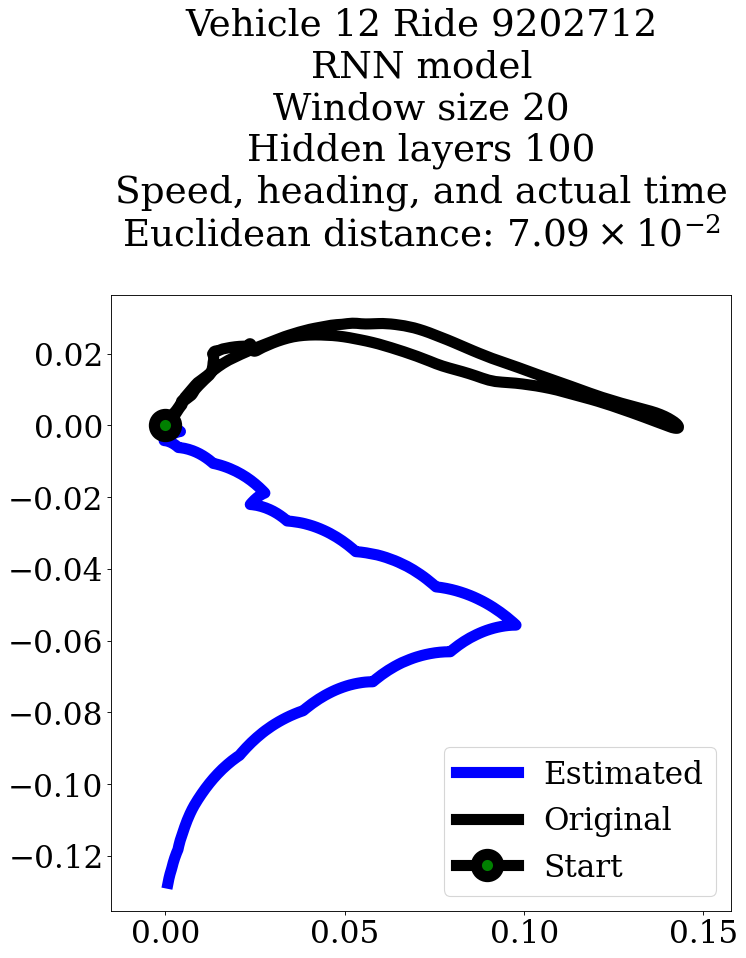 Vehicle 12 Ride 9202712
RNN model
Window size 20
Hidden layers 100
Speed, heading, and actual time
Euclidean distance: 7.09 × 10⁻²
0.02
0.00
−0.02
−0.04
−0.06
−0.08
−0.10
−0.12
Estimated
Original
Start
0.00 0.05 0.10 0.15